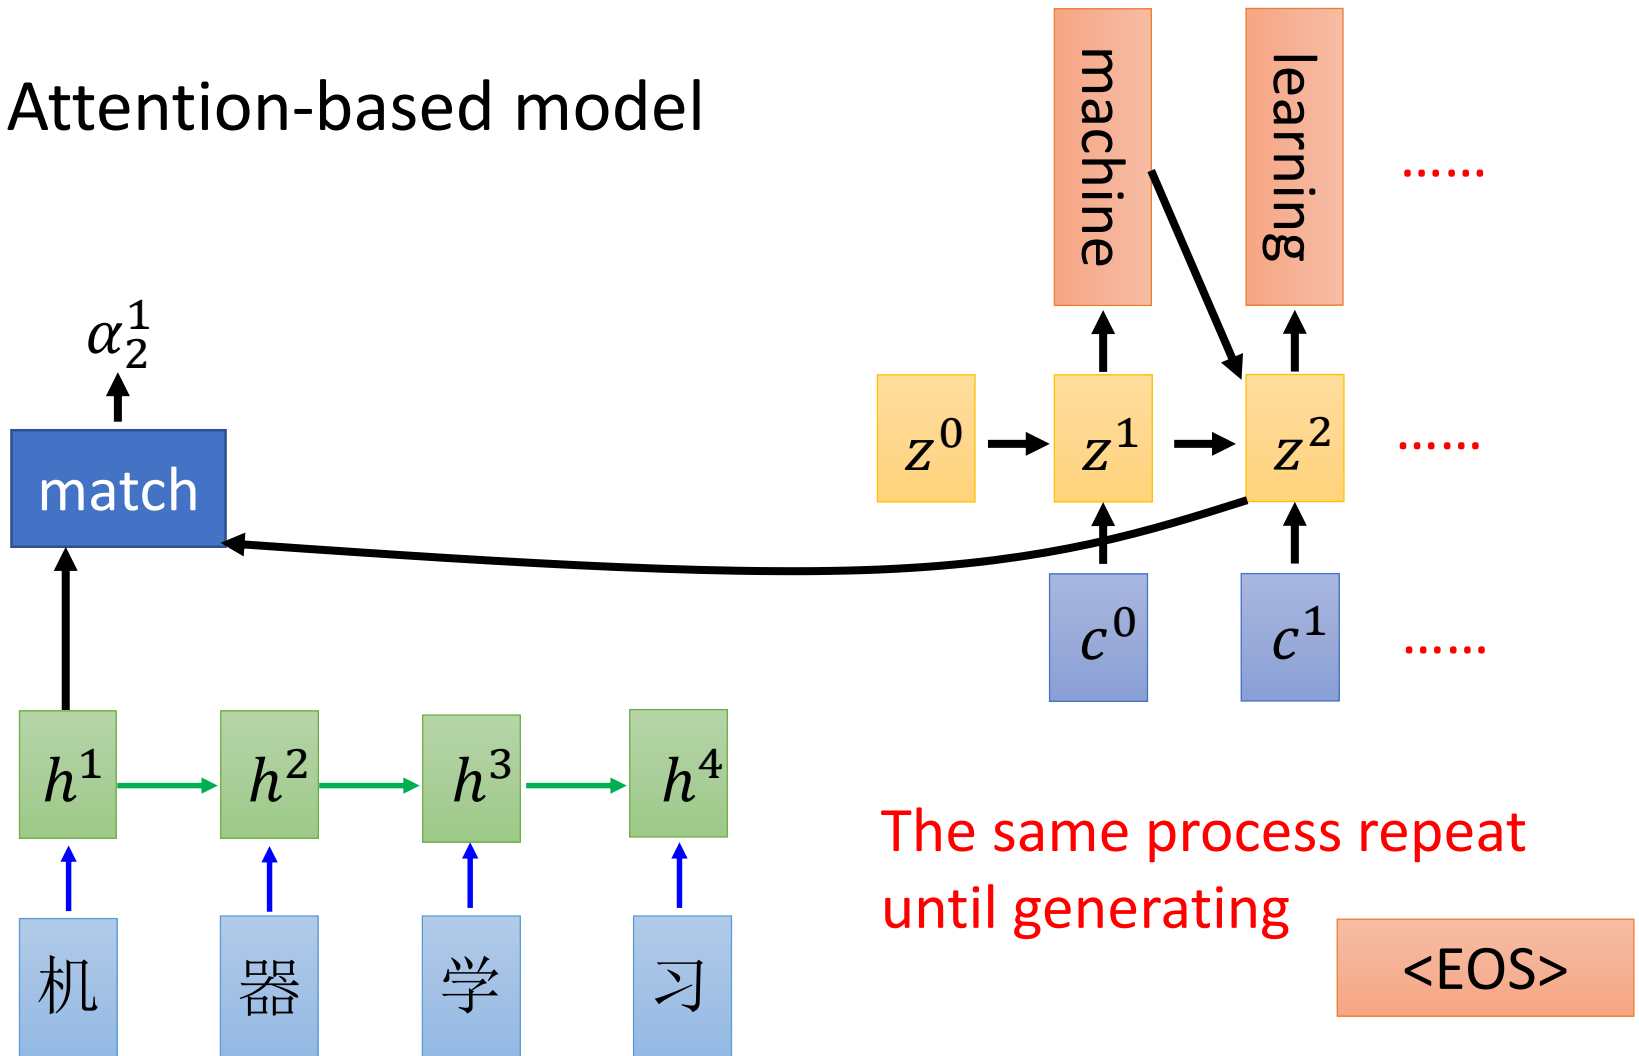 Attention-based model
machine
learning
……
$\alpha_2^1$
match
$z^0$
$z^1$
$z^2$
……
$c^0$
$c^1$
……
$h^1$
$h^2$
$h^3$
$h^4$
The same process repeat
until generating
<EOS>
机
器
学
习